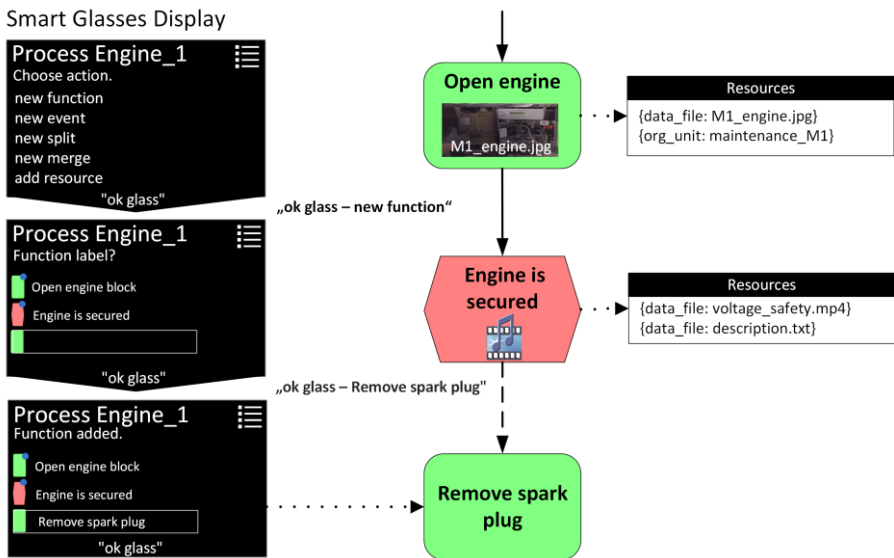 Smart Glasses Display
Process Engine_1
Choose action.
new function
new event
new split
new merge
add resource
"ok glass"
„ok glass – new function“
Process Engine_1
Function label?
Open engine block
Engine is secured
"ok glass"
„ok glass – Remove spark plug"
Process Engine_1
Function added.
Open engine block
Engine is secured
Remove spark plug
"ok glass"
Open engine
M1_engine.jpg
Resources
{data_file: M1_engine.jpg}
{org_unit: maintenance_M1}
Engine is
secured
Resources
{data_file: voltage_safety.mp4}
{data_file: description.txt}
Remove spark
plug